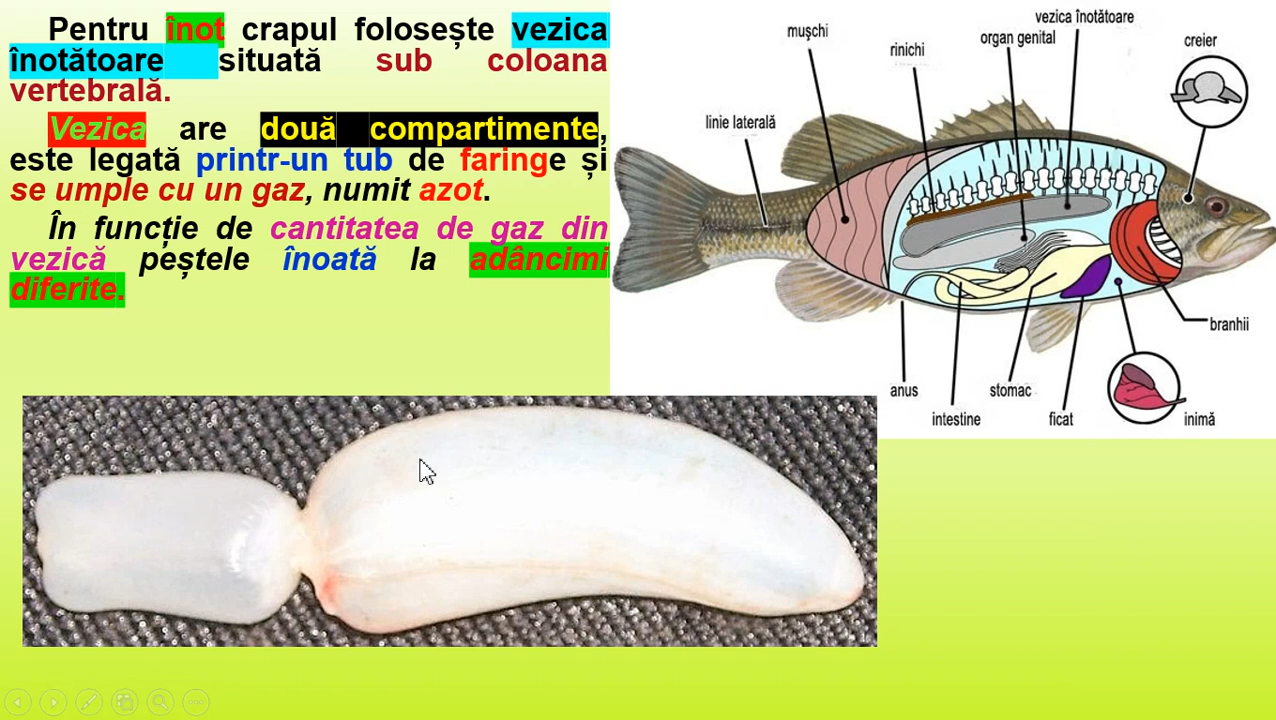 Pentru înot crapul folosește vezica
înotătoare situată sub coloana
vertebrală.
Vezica are două compartimente,
este legată printr-un tub de faringe și
se umple cu un gaz, numit azot.
În funcție de cantitatea de gaz din
vezică peștele înoată la adâncimi
diferite.
vezica înotătoare
mușchi
organ genital
rinichi
creier
linie laterală
branhii
anus
stomac
intestine
ficat
inimă